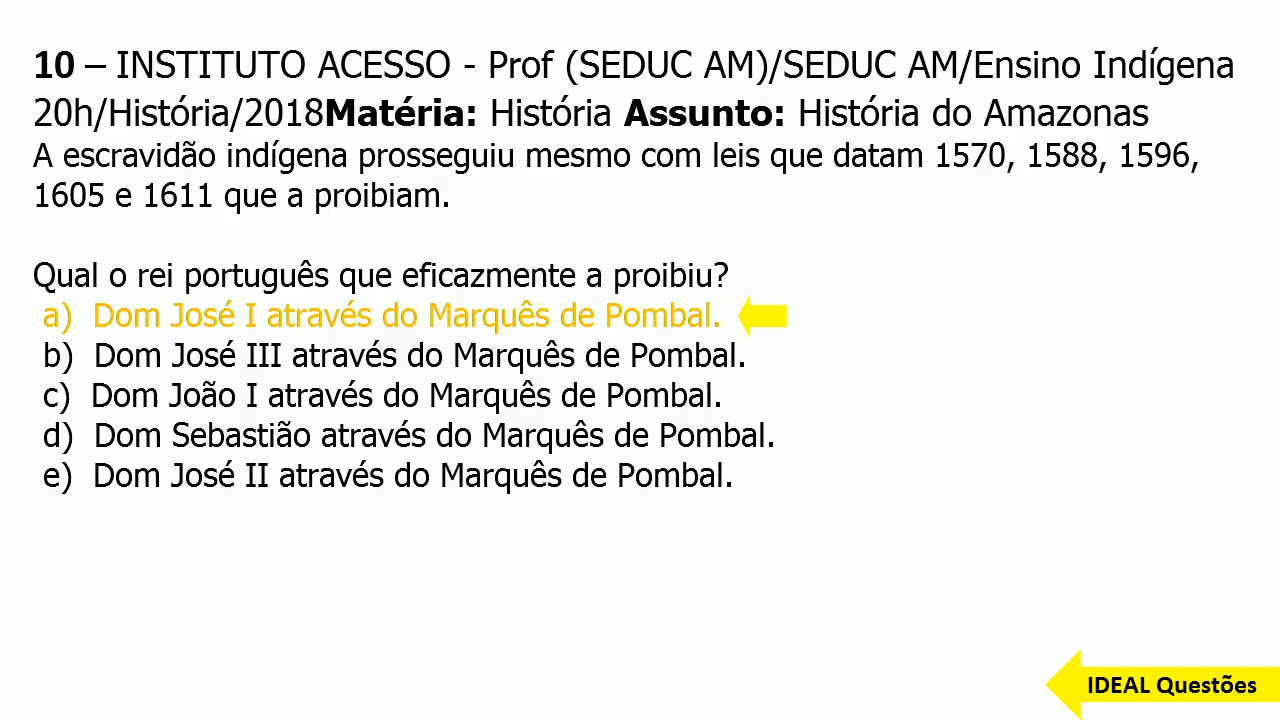 10 – INSTITUTO ACESSO - Prof (SEDUC AM)/SEDUC AM/Ensino Indígena
20h/História/2018Matéria: História Assunto: História do Amazonas
A escravidão indígena prosseguiu mesmo com leis que datam 1570, 1588, 1596,
1605 e 1611 que a proibiam.
Qual o rei português que eficazmente a proibiu?
a) Dom José I através do Marquês de Pombal.
b) Dom José III através do Marquês de Pombal.
c) Dom João I através do Marquês de Pombal.
d) Dom Sebastião através do Marquês de Pombal.
e) Dom José II através do Marquês de Pombal.
IDEAL Questões